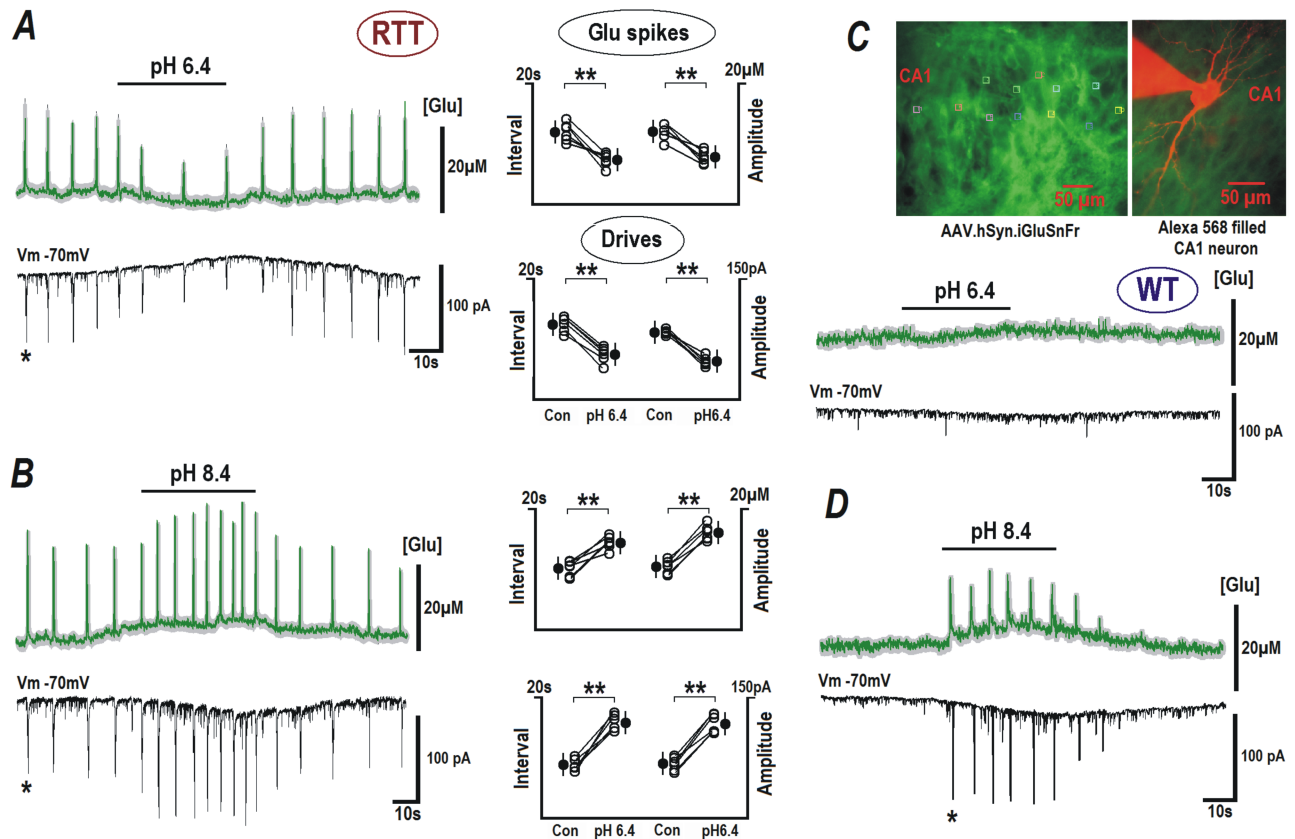 A
RTT
pH 6.4
[Glu]
20µM
Vm -70mV
100 pA
*
10s
Glu spikes
20s
**
**
20µM
Interval
Amplitude
Drives
20s
**
**
150pA
Interval
Amplitude
Con
pH 6.4
Con
pH6.4
B
pH 8.4
[Glu]
20µM
Vm -70mV
100 pA
*
10s
20s
**
**
20µM
Interval
Amplitude
20s
**
**
150pA
Interval
Amplitude
Con
pH 6.4
Con
pH6.4
C
CA1
50 µm
CA1
50 µm
AAV.hSyn.iGluSnFr
Alexa 568 filled
CA1 neuron
WT
pH 6.4
[Glu]
20µM
Vm -70mV
100 pA
10s
D
pH 8.4
[Glu]
20µM
Vm -70mV
100 pA
*
10s